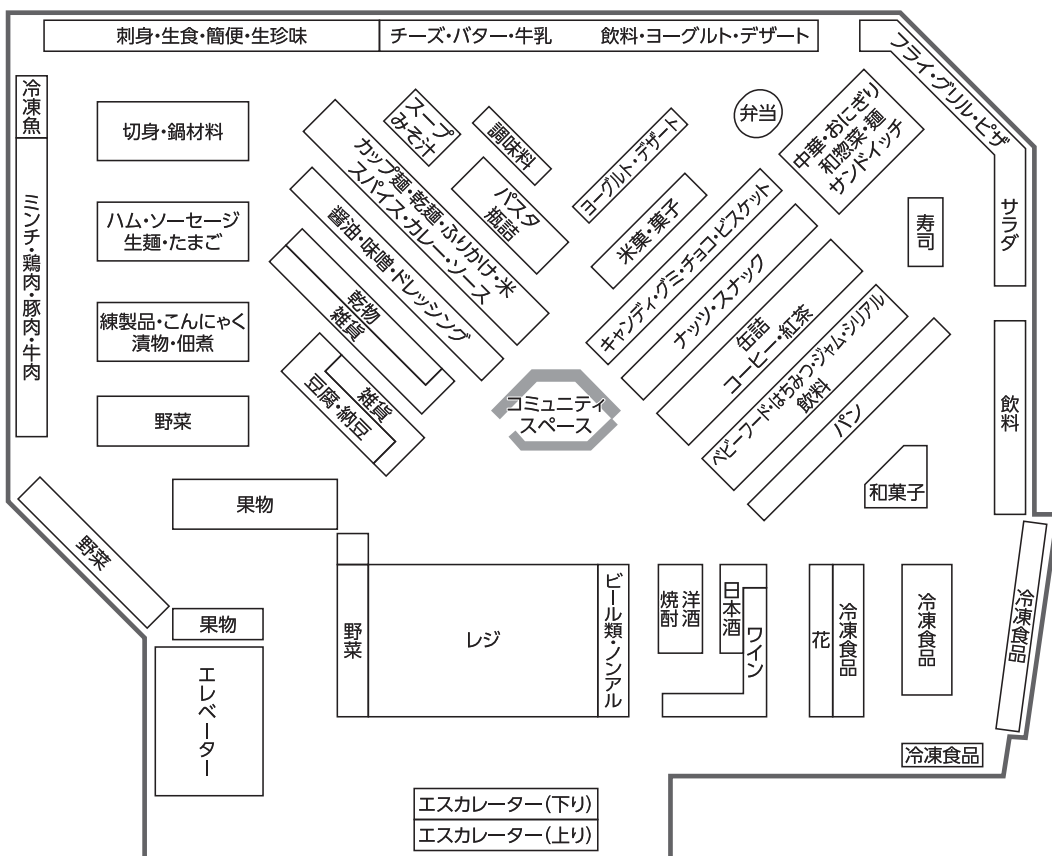 刺身・生食・簡便・生珍味
チーズ・バター・牛乳
飲料・ヨーグルト・デザート
フライ・グリル・ピザ
サラダ
冷凍魚
ミンチ・鶏肉・豚肉・牛肉
切身・鍋材料
ハム・ソーセージ
生麺・たまご
練製品・こんにゃく
漬物・佃煮
野菜
スープ
みそ汁
調味料
パスタ
瓶詰
カップ麺・乾麺・ふりかけ・米
スパイス・カレー・ソース
醤油・味噌・ドレッシング
乾物
雑貨
雑貨
豆腐・納豆
ヨーグルト・デザート
弁当
中華・おにぎり
和惣菜・麺
サンドイッチ
寿司
米菓・菓子
キャンディ・グミ・チョコ・ビスケット
ナッツ・スナック
缶詰
コーヒー・紅茶
ベビーフード・はちみつ・ジャム・シリアル
飲料
パン
コミュニティ
スペース
飲料
和菓子
果物
野菜
果物
エレベーター
野菜
レジ
ビール類・ノンアル
洋酒
焼酎
日本酒
ワイン
花
冷凍食品
冷凍食品
冷凍食品
冷凍食品
エスカレーター(下り)
エスカレーター(上り)